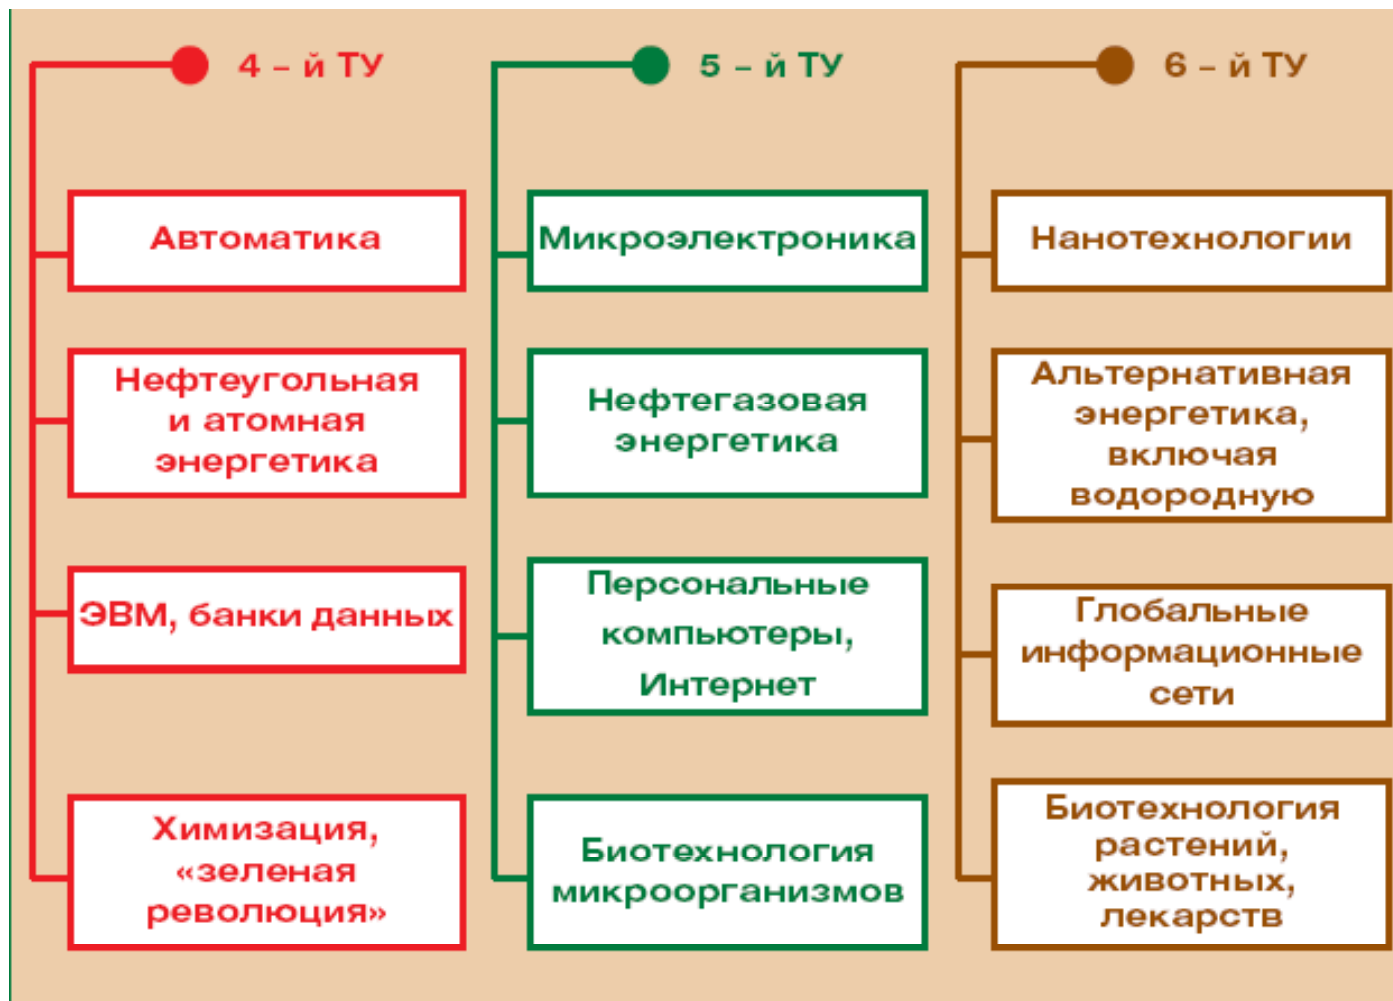 4 – й ТУ
Автоматика
Нефтеугольная
и атомная
энергетика
ЭВМ, банки данных
Химизация,
«зеленая
революция»
5 – й ТУ
Микроэлектроника
Нефтегазовая
энергетика
Персональные
компьютеры,
Интернет
Биотехнология
микроорганизмов
6 – й ТУ
Нанотехнологии
Альтернативная
энергетика,
включая
водородную
Глобальные
информационные
сети
Биотехнология
растений,
животных,
лекарств